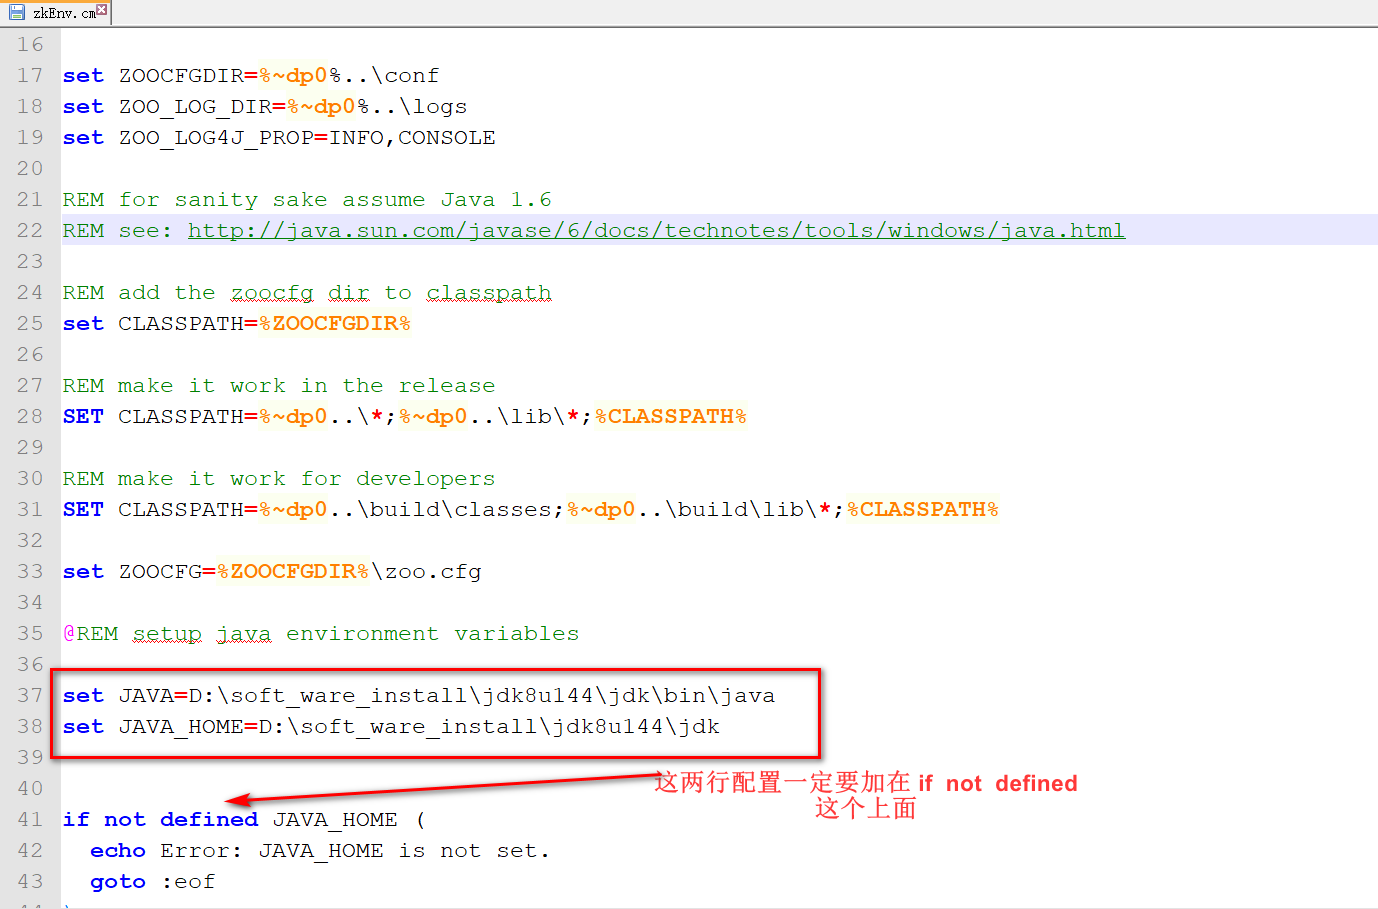 zkEnv.cm
16
17 set ZOOCFGDIR=%~dp0%..\conf
18 set ZOO_LOG_DIR=%~dp0%..\logs
19 set ZOO_LOG4J_PROP=INFO,CONSOLE
20
21 REM for sanity sake assume Java 1.6
22 REM see: http://java.sun.com/javase/6/docs/technotes/tools/windows/java.html
23
24 REM add the zoocfg dir to classpath
25 set CLASSPATH=%ZOOCFGDIR%
26
27 REM make it work in the release
28 SET CLASSPATH=%~dp0..\*;%~dp0..\lib\*;%CLASSPATH%
29
30 REM make it work for developers
31 SET CLASSPATH=%~dp0..\build\classes;%~dp0..\build\lib\*;%CLASSPATH%
32
33 set ZOOCFG=%ZOOCFGDIR%\zoo.cfg
34
35 @REM setup java environment variables
36
37 set JAVA=D:\soft_ware_install\jdk8u144\jdk\bin\java
38 set JAVA_HOME=D:\soft_ware_install\jdk8u144\jdk
39
这两行配置一定要加在 if not defined
40
这个上面
41 if not defined JAVA_HOME (
42 echo Error: JAVA_HOME is not set.
43 goto :eof